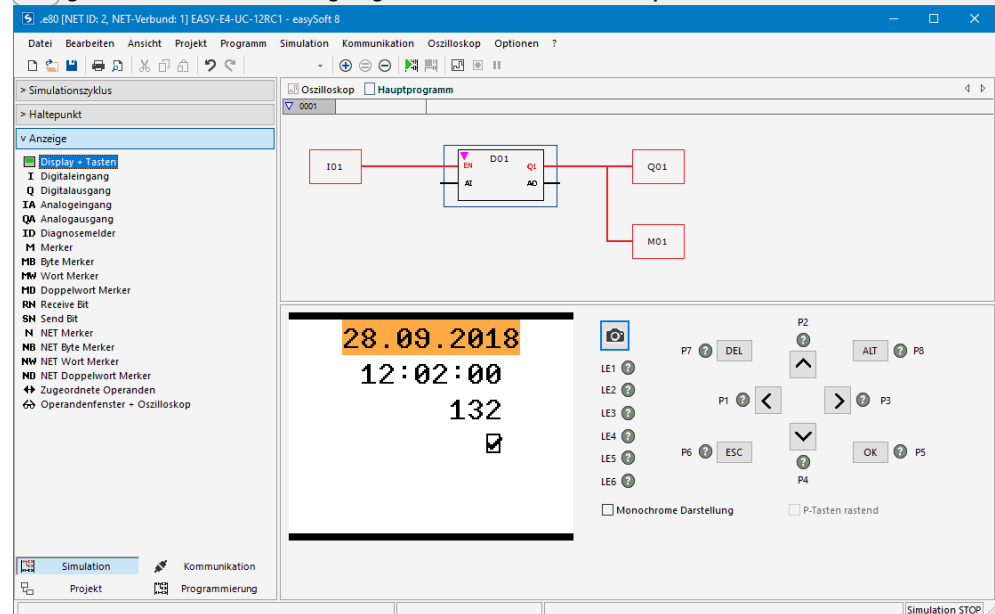 .e80 [NET ID: 2, NET-Verbund: 1] EASY-E4-UC-12RC1 - easySoft 8
Datei Bearbeiten Ansicht Projekt Programm Simulation Kommunikation Oszilloskop Optionen ?
> Simulationszyklus
> Haltepunkt
v Anzeige
Display + Tasten
I Digitaleingang
Q Digitalausgang
IA Analogeingang
QA Analogausgang
ID Diagnosemelder
M Merker
MB Byte Merker
MW Wort Merker
MD Doppelwort Merker
RN Receive Bit
SN Send Bit
N NET Merker
NB NET Byte Merker
NW NET Wort Merker
ND NET Doppelwort Merker
Zugeordnete Operanden
Operandenfenster + Oszilloskop
Simulation Kommunikation
Projekt Programmierung
Oszilloskop Hauptprogramm
0001
I01
D01
EN Q1
AI AO
Q01
M01
28.09.2018
12:02:00
132
LE1 ?
LE2 ?
LE3 ?
LE4 ?
LE5 ?
LE6 ?
P2
?
P7 ? DEL
ALT ? P8
P1 ?
? P3
P6 ? ESC
OK ? P5
?
P4
Monochrome Darstellung
P-Tasten rastend
Simulation STOP